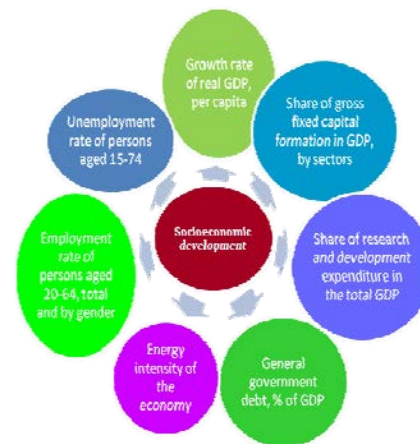 Growth rate
of real GDP,
per capita
Share of gross
fixed capital
formation in GDP,
by sectors
Share of research
and development
expenditure in
the total GDP
General
government
debt, % of GDP
Energy
intensity of
the
economy
Employment
rate of
persons aged
20-64, total
and by gender
Unemployment
rate of persons
aged 15-74
Socioeconomic
development